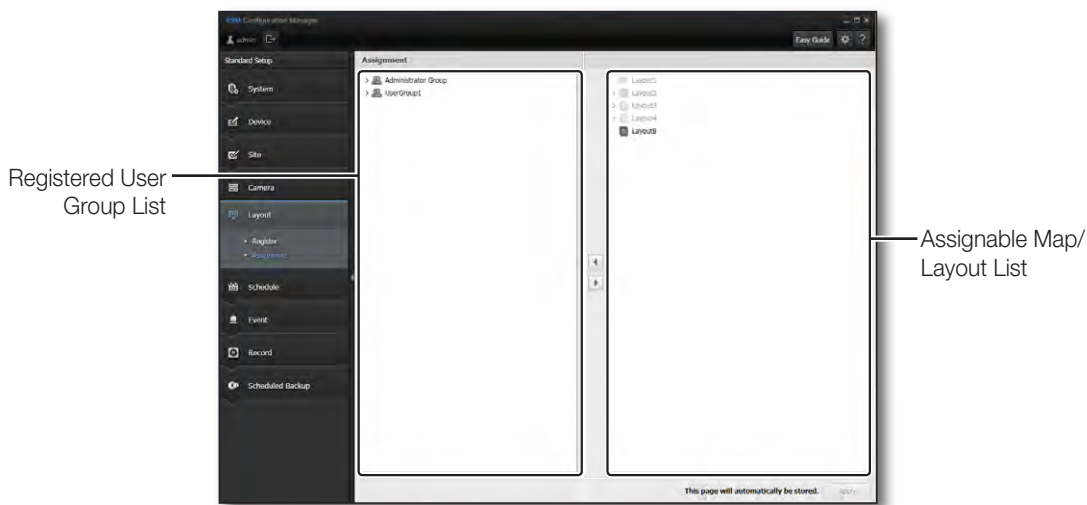 Configuration Manager
admin
Easy Guide
?
Standard Setup
Assignment
System
Device
Site
Camera
Layout
• Register
• Assignment
Schedule
Event
Record
Scheduled Backup
Administrator Group
UserGroup1
Layout1
Layout2
Layout3
Layout4
LayoutB
This page will automatically be stored.
Apply
Registered User
Group List
Assignable Map/
Layout List